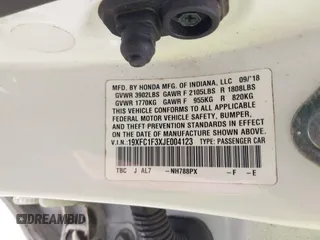 MFD. BY HONDA MFG. OF INDIANA, LLC 09/18
GVWR 3902LBS GAWR F 2105LBS R 1808LBS
GVWR 1770KG GAWR F 955KG R 820KG
THIS VEHICLE CONFORMS TO ALL APPLICABLE
FEDERAL MOTOR VEHICLE SAFETY, BUMPER,
AND THEFT PREVENTION STANDARDS IN EFFECT
ON THE DATE OF MANUFACTURE SHOWN ABOVE.
V.I.N. 19XFC1F3XJE004123 TYPE: PASSENGER CAR
TBC J AL7 -NH788PX -F -E
DREAMBID